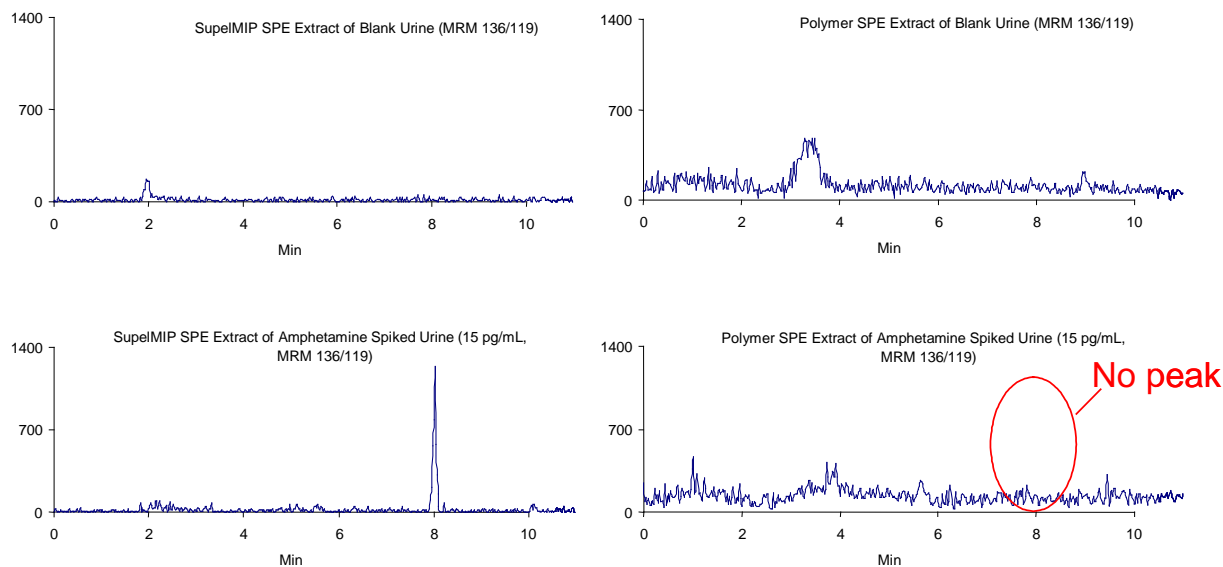 SupelMIP SPE Extract of Blank Urine (MRM 136/119)
1400
700
0
0 2 4 6 8 10
Min
Polymer SPE Extract of Blank Urine (MRM 136/119)
1400
700
0
0 2 4 6 8 10
Min
SupelMIP SPE Extract of Amphetamine Spiked Urine (15 pg/mL,
MRM 136/119)
1400
700
0
0 2 4 6 8 10
Min
Polymer SPE Extract of Amphetamine Spiked Urine (15 pg/mL,
MRM 136/119)
1400
No peak
700
0
0 2 4 6 8 10
Min